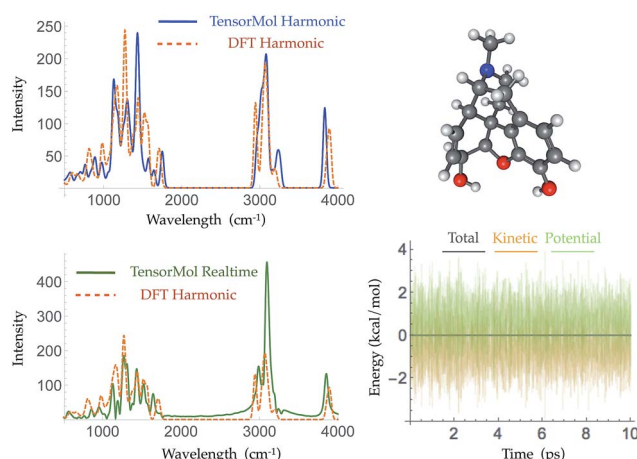 TensorMol Harmonic
DFT Harmonic
250
200
150
100
50
Intensity
1000
2000
3000
4000
Wavelength (cm⁻¹)
TensorMol Realtime
DFT Harmonic
400
300
200
100
Intensity
1000
2000
3000
4000
Wavelength (cm⁻¹)
Total Kinetic Potential
4
2
0
−2
Energy (kcal/mol)
2
4
6
8
10
Time (ps)